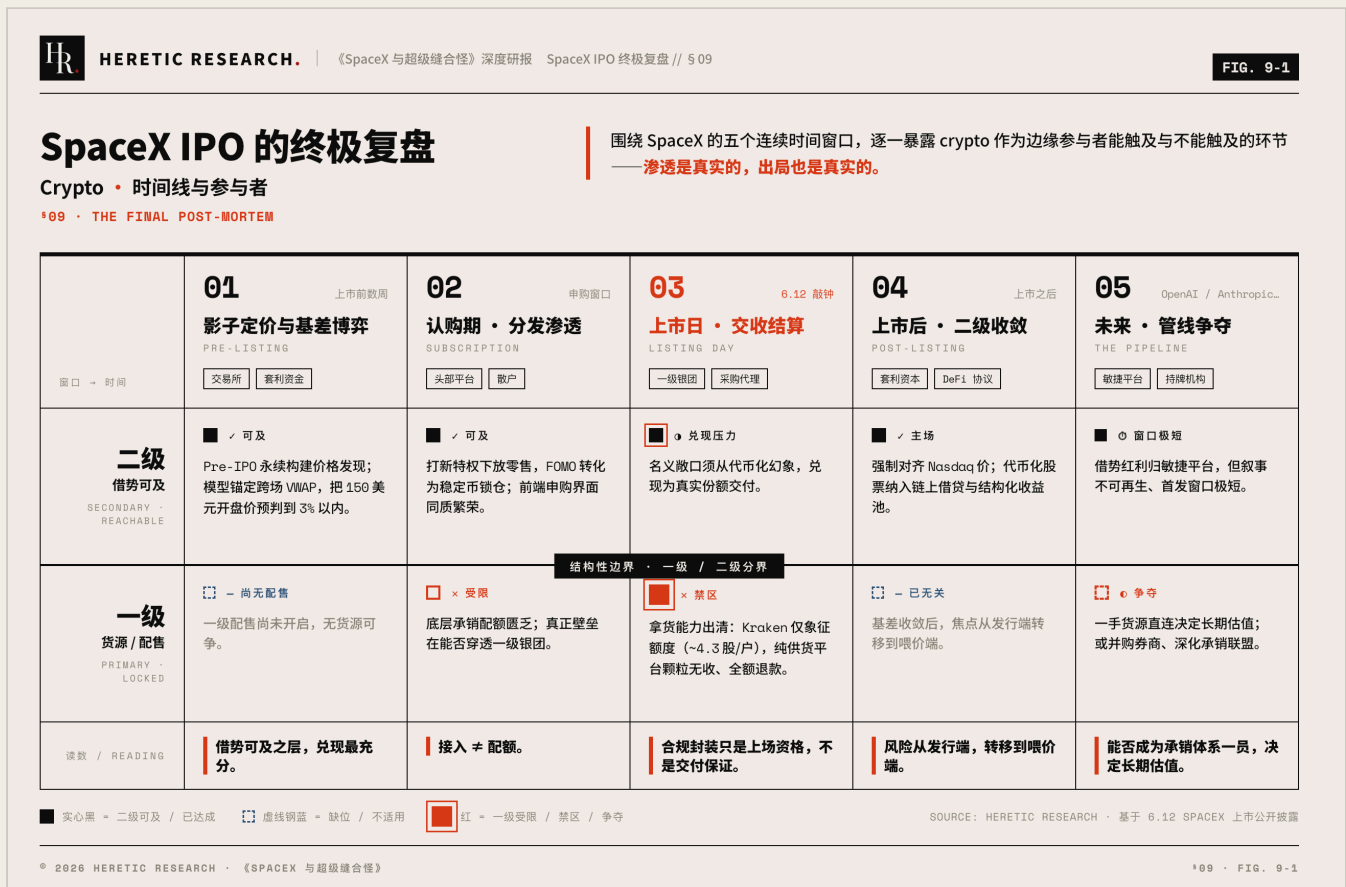 HR.
HERETIC RESEARCH.
《SpaceX 与超级缝合怪》深度研报 SpaceX IPO 终极复盘 // §09
FIG. 9-1
SpaceX IPO 的终极复盘
Crypto • 时间线与参与者
§09 · THE FINAL POST-MORTEM
围绕 SpaceX 的五个连续时间窗口，逐一暴露 crypto 作为边缘参与者能触及与不能触及的环节
——渗透是真实的，出局也是真实的。
窗口 → 时间
01 上市前数周
影子定价与基差博弈
PRE-LISTING
交易所 套利资金
02 申购窗口
认购期 • 分发渗透
SUBSCRIPTION
头部平台 散户
03 6.12 敲钟
上市日 • 交收结算
LISTING DAY
一级银团 采购代理
04 上市之后
上市后 • 二级收敛
POST-LISTING
套利资本 DeFi 协议
05 OpenAI / Anthropic…
未来 • 管线争夺
THE PIPELINE
敏捷平台 持牌机构
二级
借势可及
SECONDARY ·
REACHABLE
✓ 可及
Pre-IPO 永续构建价格发现；
模型锚定跨场 VWAP，把 150 美
元开盘价预判到 3% 以内。
✓ 可及
打新特权下放零售，FOMO 转化
为稳定币锁仓；前端申购界面
同质繁荣。
◑ 兑现压力
名义敞口须从代币化幻象，兑
现为真实份额交付。
✓ 主场
强制对齐 Nasdaq 价；代币化股
票纳入链上借贷与结构化收益
池。
⏱ 窗口极短
借势红利归敏捷平台，但叙事
不可再生、首发窗口极短。
结构性边界 · 一级 / 二级分界
一级
货源 / 配售
PRIMARY ·
LOCKED
— 尚无配售
一级配售尚未开启，无货源可
争。
× 受限
底层承销配额匮乏；真正壁垒
在能否穿透一级银团。
× 禁区
拿货能力出清：Kraken 仅象征
额度（~4.3 股/户），纯供货平
台颗粒无收、全额退款。
— 已无关
基差收敛后，焦点从发行端转
移到喂价端。
◐ 争夺
一手货源直连决定长期估值；
或并购券商、深化承销联盟。
读数 / READING
借势可及之层，兑现最充
分。
接入 ≠ 配额。
合规封装只是上场资格，不
是交付保证。
风险从发行端，转移到喂价
端。
能否成为承销体系一员，决
定长期估值。
实心黑 = 二级可及 / 已达成
虚线钢蓝 = 缺位 / 不适用
红 = 一级受限 / 禁区 / 争夺
SOURCE: HERETIC RESEARCH · 基于 6.12 SPACEX 上市公开披露
© 2026 HERETIC RESEARCH · 《SPACEX 与超级缝合怪》
§09 · FIG. 9-1